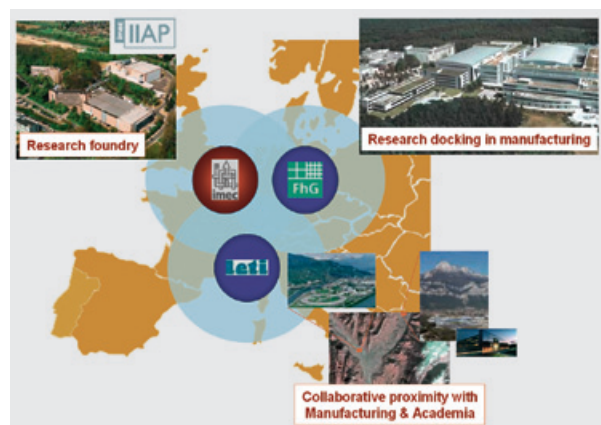 IIAP
Research foundry
Research docking in manufacturing
imec
FhG
leti
Collaborative proximity with
Manufacturing & Academia